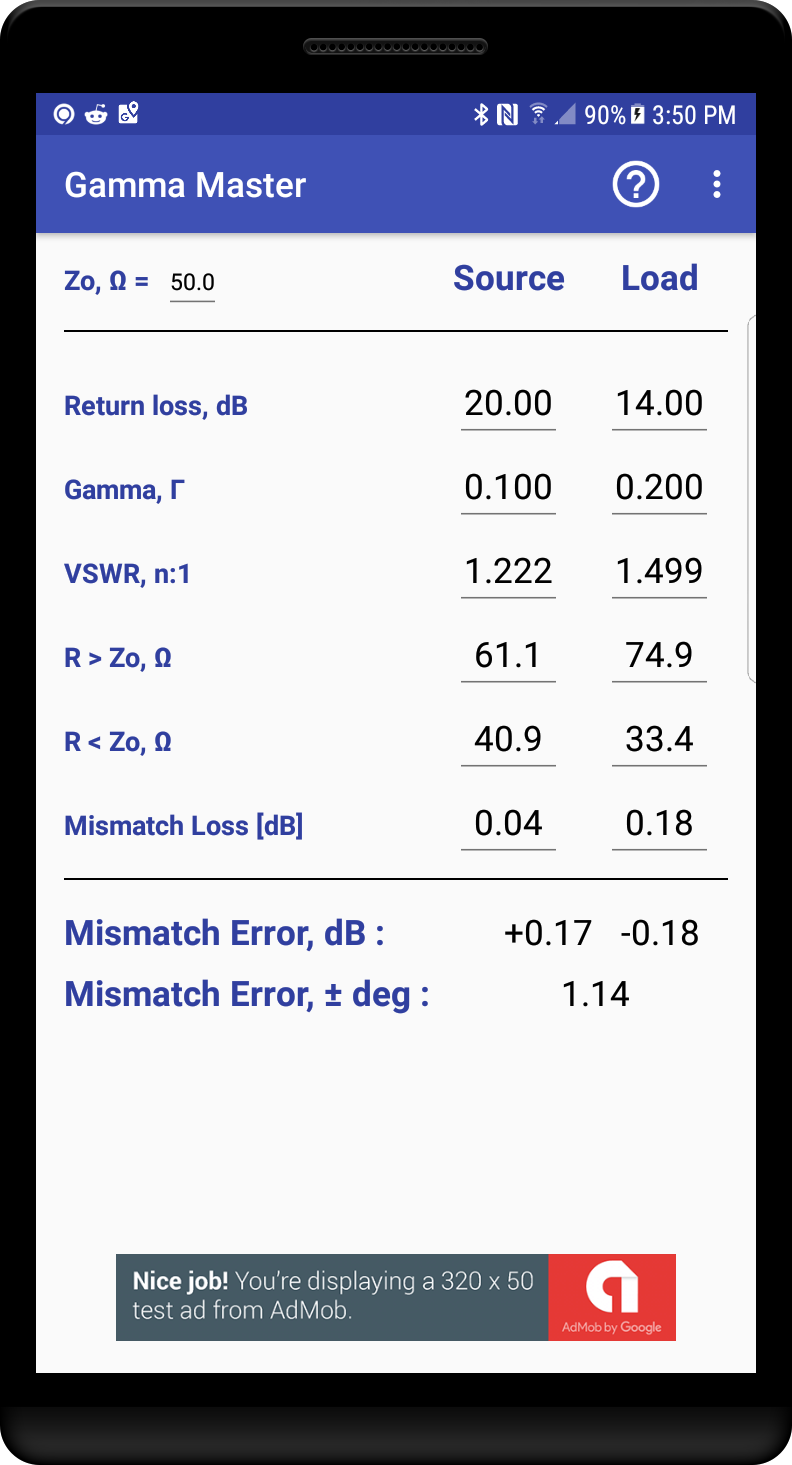 90% 3:50 PM
Gamma Master
Zo, Ω = 50.0 Source Load
Return loss, dB 20.00 14.00
Gamma, Γ 0.100 0.200
VSWR, n:1 1.222 1.499
R > Zo, Ω 61.1 74.9
R < Zo, Ω 40.9 33.4
Mismatch Loss [dB] 0.04 0.18
Mismatch Error, dB : +0.17 -0.18
Mismatch Error, ± deg : 1.14
Nice job! You're displaying a 320 x 50
test ad from AdMob.
AdMob by Google